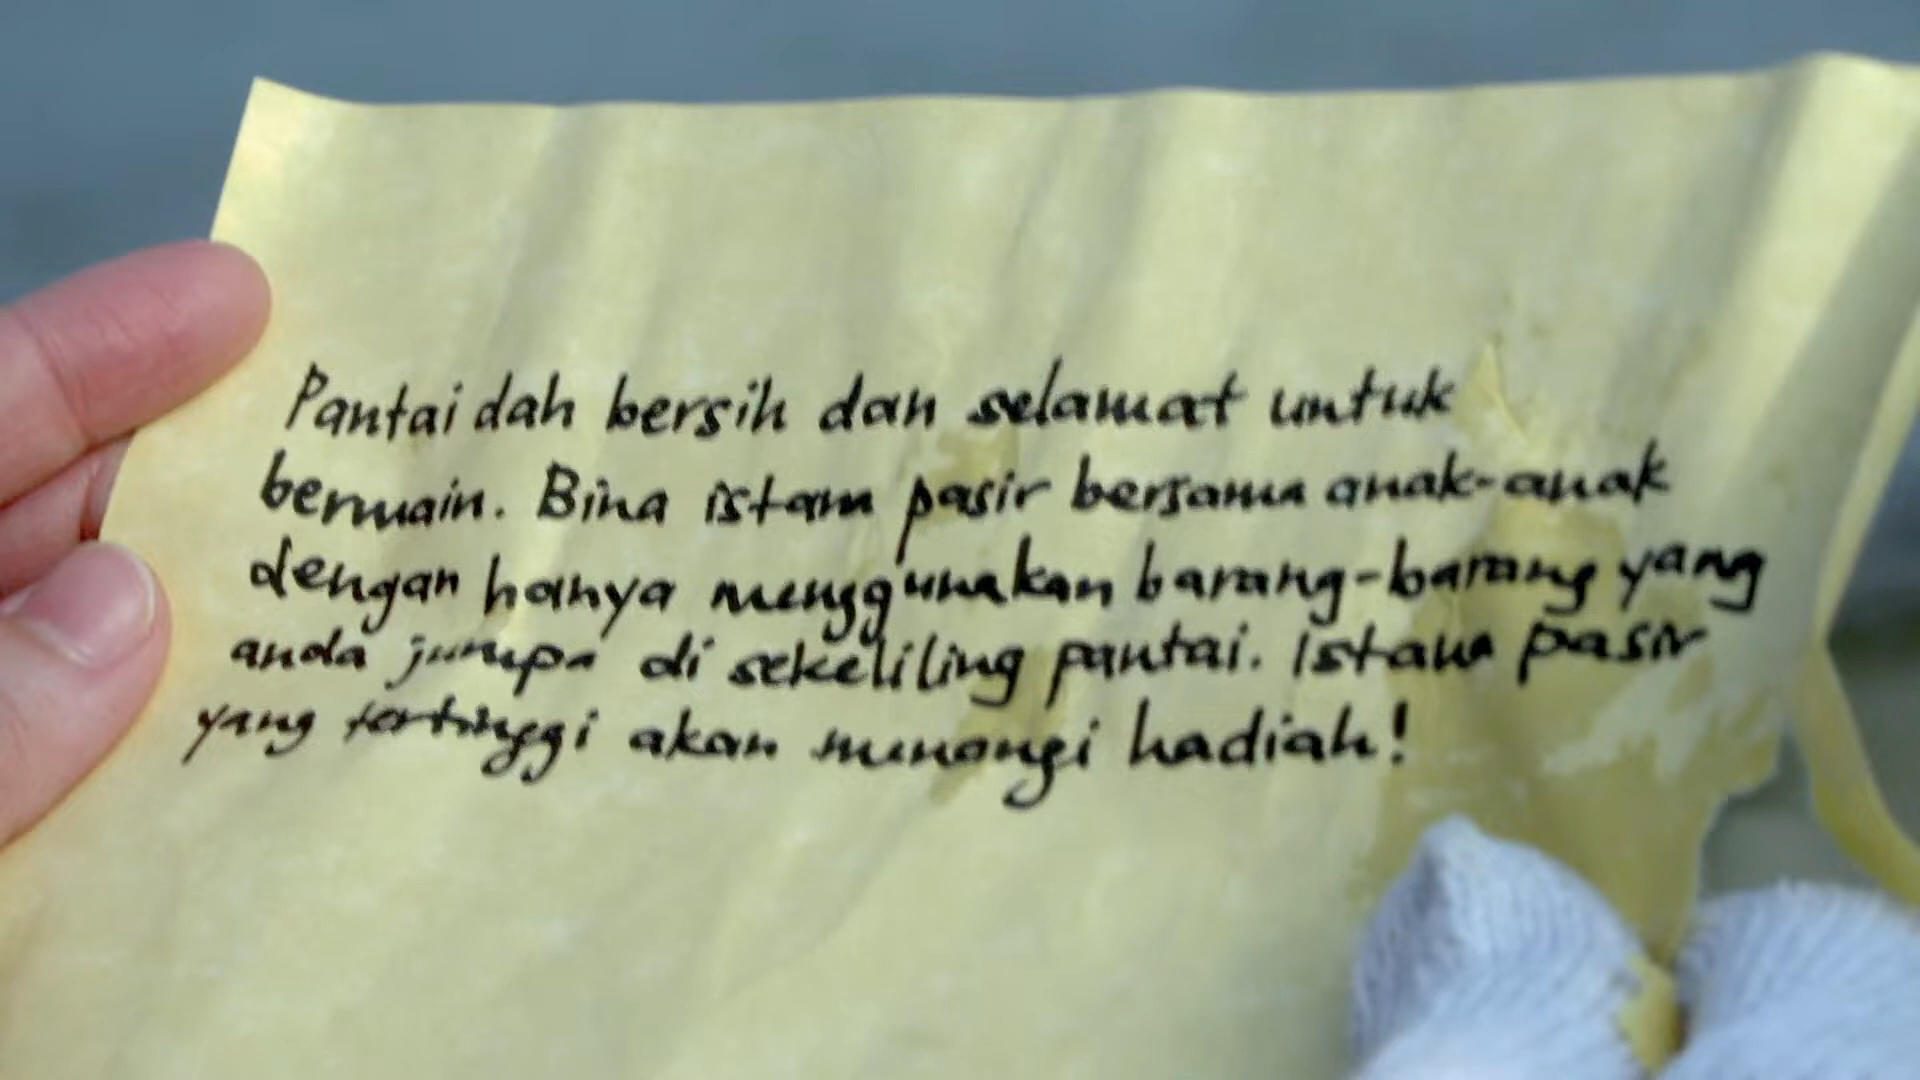 Pantai dah bersih dan selamat untuk
bermain. Bina istana pasir bersama anak-anak
dengan hanya menggunakan barang-barang yang
anda jumpa di sekeliling pantai. Istana pasir
yang tertinggi akan menangi hadiah!